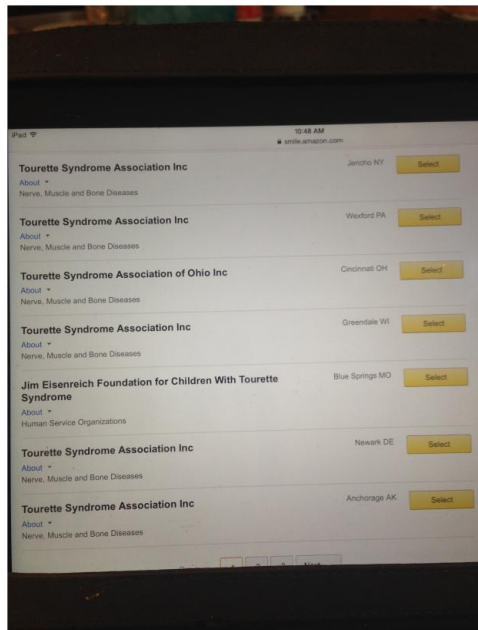 iPad 10:48 AM
smile.amazon.com
Tourette Syndrome Association Inc Jericho NY Select
About
Nerve, Muscle and Bone Diseases
Tourette Syndrome Association Inc Wexford PA Select
About
Nerve, Muscle and Bone Diseases
Tourette Syndrome Association of Ohio Inc Cincinnati OH Select
About
Nerve, Muscle and Bone Diseases
Tourette Syndrome Association Inc Greendale WI Select
About
Nerve, Muscle and Bone Diseases
Jim Eisenreich Foundation for Children With Tourette Blue Springs MO Select
Syndrome
About
Human Service Organizations
Tourette Syndrome Association Inc Newark DE Select
About
Nerve, Muscle and Bone Diseases
Tourette Syndrome Association Inc Anchorage AK Select
About
Nerve, Muscle and Bone Diseases